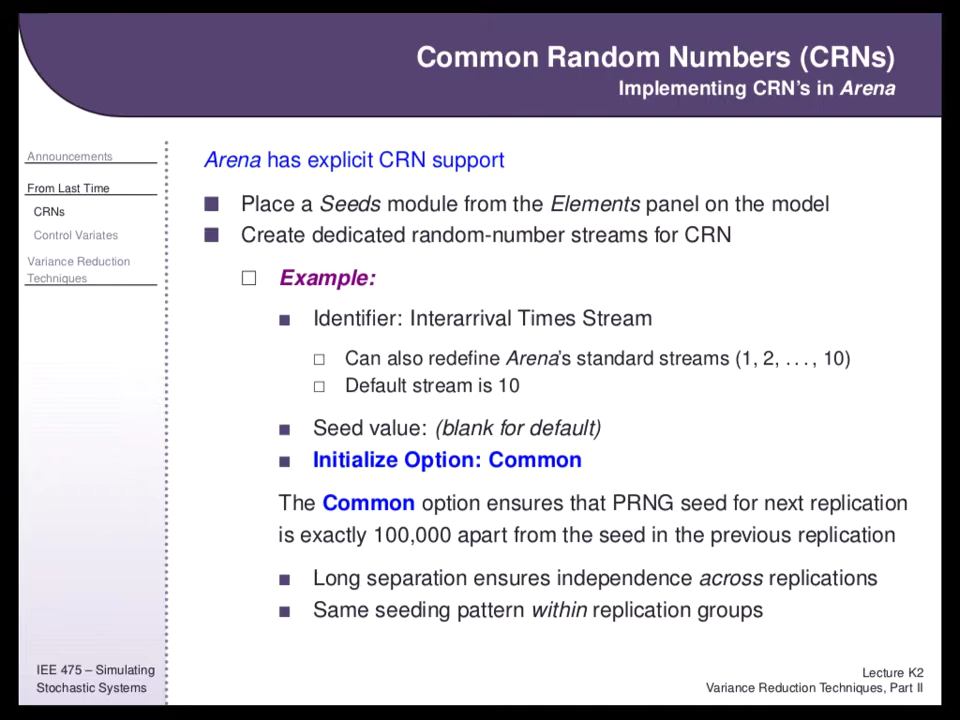 Common Random Numbers (CRNs)
Implementing CRN's in Arena
Announcements
From Last Time
CRNs
Control Variates
Variance Reduction
Techniques
Arena has explicit CRN support
Place a Seeds module from the Elements panel on the model
Create dedicated random-number streams for CRN
Example:
Identifier: Interarrival Times Stream
Can also redefine Arena's standard streams (1, 2, . . . , 10)
Default stream is 10
Seed value: (blank for default)
Initialize Option: Common
The Common option ensures that PRNG seed for next replication
is exactly 100,000 apart from the seed in the previous replication
Long separation ensures independence across replications
Same seeding pattern within replication groups
IEE 475 – Simulating
Stochastic Systems
Lecture K2
Variance Reduction Techniques, Part II